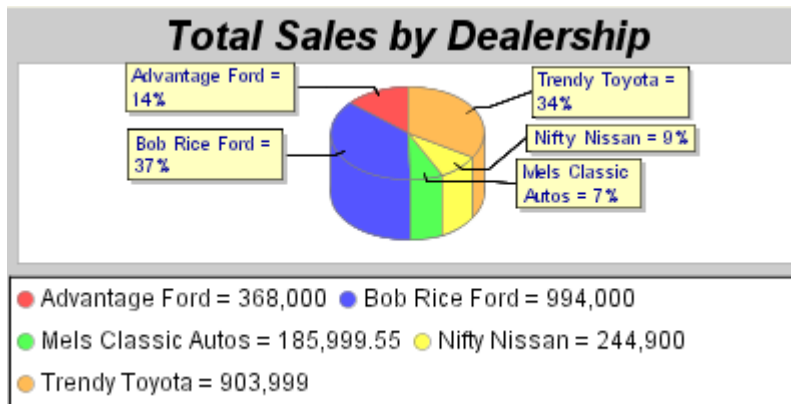 Total Sales by Dealership
Advantage Ford =
14%
Trendy Toyota =
34%
Bob Rice Ford =
37%
Nifty Nissan = 9%
Mels Classic
Autos = 7%
Advantage Ford = 368,000 Bob Rice Ford = 994,000
Mels Classic Autos = 185,999.55 Nifty Nissan = 244,900
Trendy Toyota = 903,999